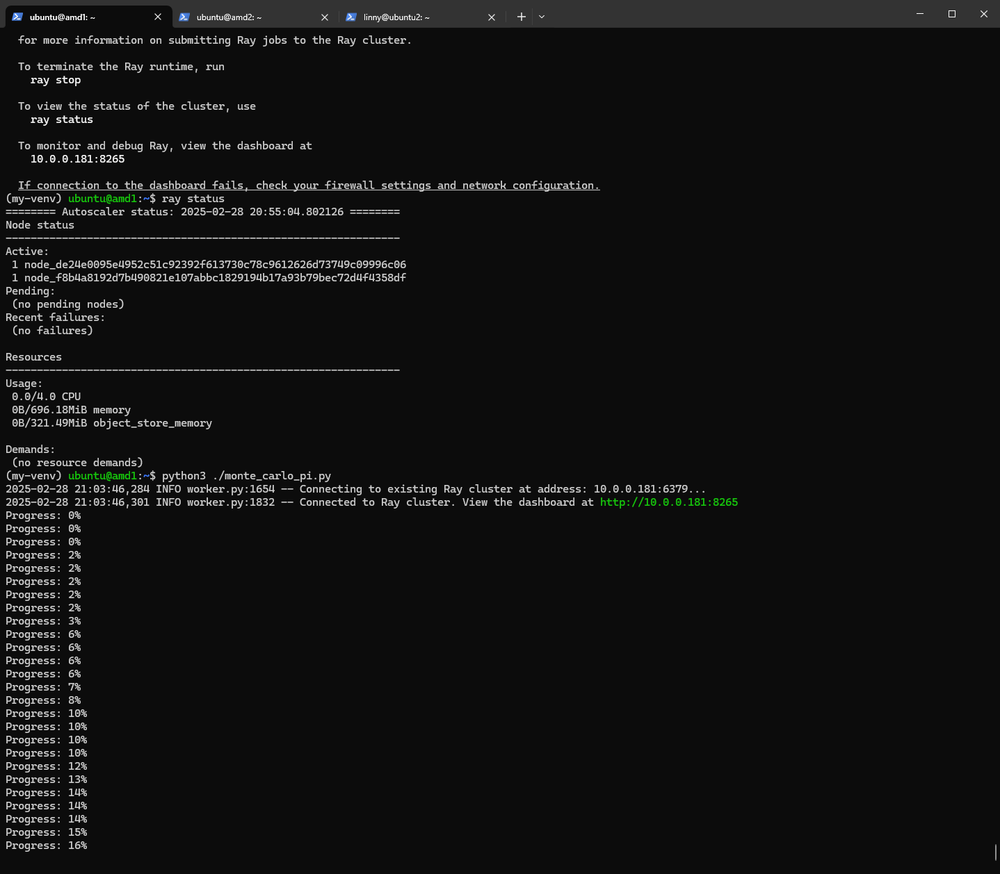 ubuntu@amd1: ~
ubuntu@amd2: ~
linny@ubuntu2: ~
for more information on submitting Ray jobs to the Ray cluster.
To terminate the Ray runtime, run
ray stop
To view the status of the cluster, use
ray status
To monitor and debug Ray, view the dashboard at
10.0.0.181:8265
If connection to the dashboard fails, check your firewall settings and network configuration.
(my-venv) ubuntu@amd1:~$ ray status
======== Autoscaler status: 2025-02-28 20:55:04.802126 ========
Node status
---------------------------------------------------------------
Active:
1 node_de24e0095e4952c51c92392f613730c78c9612626d73749c09996c06
1 node_f8b4a8192d7b490821e107abbc1829194b17a93b79bec72d4f4358df
Pending:
(no pending nodes)
Recent failures:
(no failures)
Resources
---------------------------------------------------------------
Usage:
0.0/4.0 CPU
0B/696.18MiB memory
0B/321.49MiB object_store_memory
Demands:
(no resource demands)
(my-venv) ubuntu@amd1:~$ python3 ./monte_carlo_pi.py
2025-02-28 21:03:46,284 INFO worker.py:1654 -- Connecting to existing Ray cluster at address: 10.0.0.181:6379...
2025-02-28 21:03:46,301 INFO worker.py:1832 -- Connected to Ray cluster. View the dashboard at http://10.0.0.181:8265
Progress: 0%
Progress: 0%
Progress: 0%
Progress: 2%
Progress: 2%
Progress: 2%
Progress: 2%
Progress: 2%
Progress: 3%
Progress: 6%
Progress: 6%
Progress: 6%
Progress: 6%
Progress: 7%
Progress: 8%
Progress: 10%
Progress: 10%
Progress: 10%
Progress: 10%
Progress: 12%
Progress: 13%
Progress: 14%
Progress: 14%
Progress: 14%
Progress: 15%
Progress: 16%